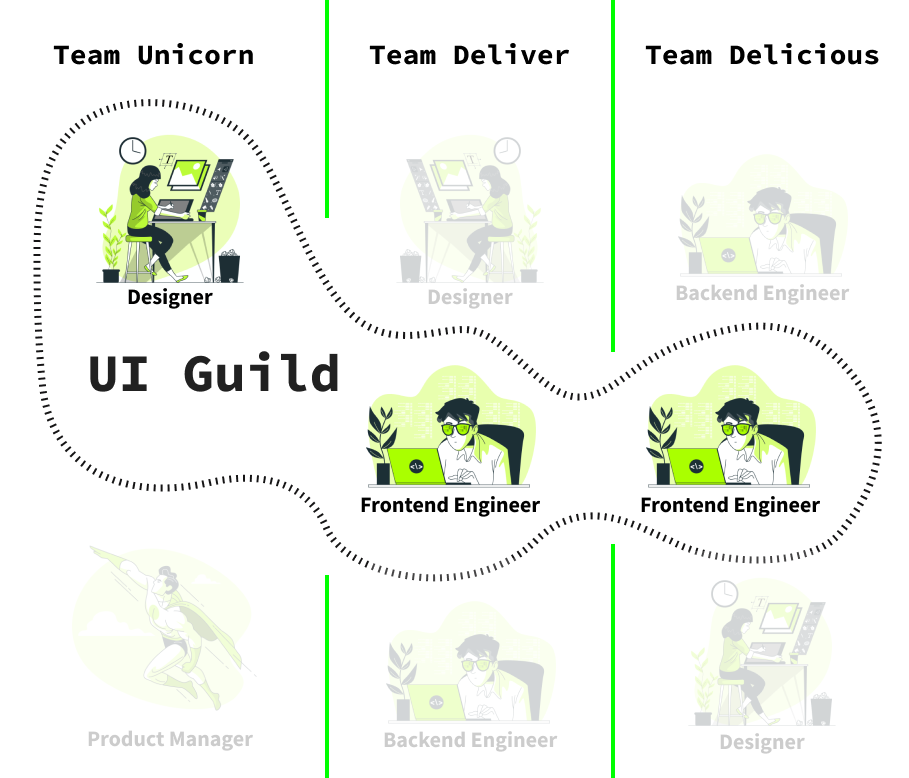 Team Unicorn
Team Deliver
Team Delicious
T
T
Designer
Designer
Backend Engineer
UI Guild
Frontend Engineer
Frontend Engineer
T
Product Manager
Backend Engineer
Designer